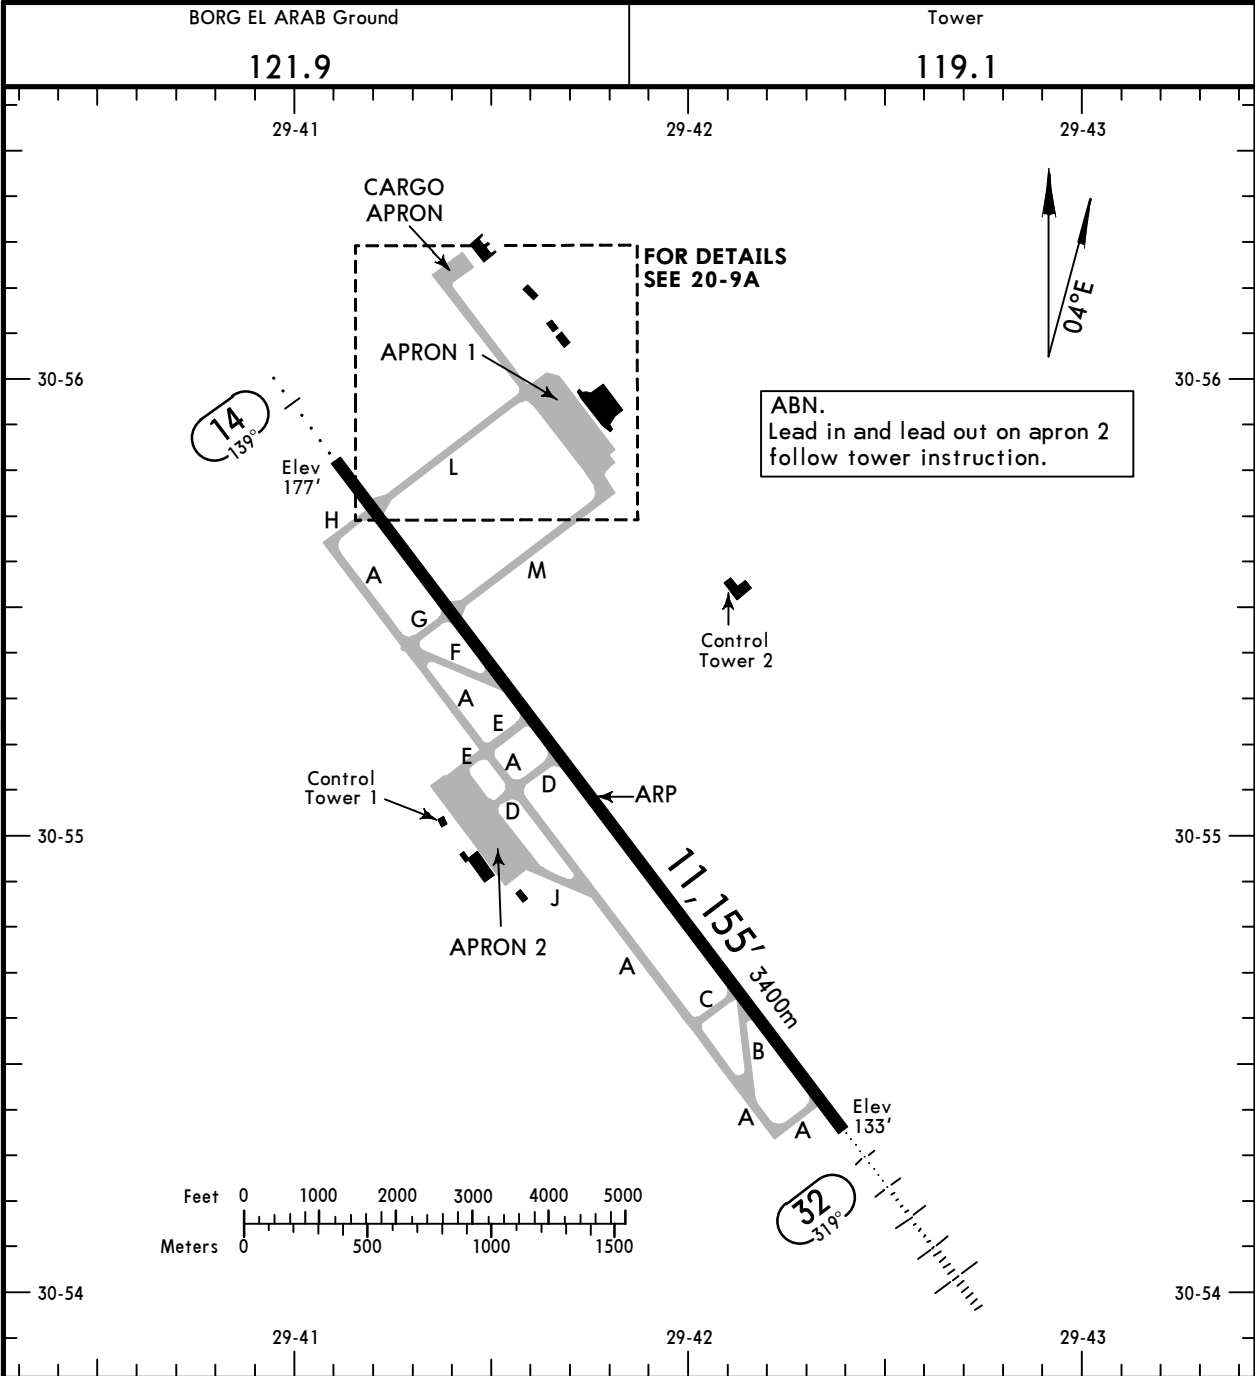 BORG EL ARAB Ground
121.9
Tower
119.1
29-41
29-42
29-43
CARGO
APRON
FOR DETAILS
SEE 20-9A
04°E
APRON 1
30-56
30-56
ABN.
Lead in and lead out on apron 2
follow tower instruction.
14
139°
Elev
177'
L
H
A
M
G
F
Control
Tower 2
A
E
E
A
D
Control
Tower 1
ARP
D
30-55
30-55
J
11,155'
3400m
APRON 2
A
C
B
A
A
Elev
133'
32
319°
Feet 0 1000 2000 3000 4000 5000
Meters 0 500 1000 1500
30-54
30-54
29-41
29-42
29-43